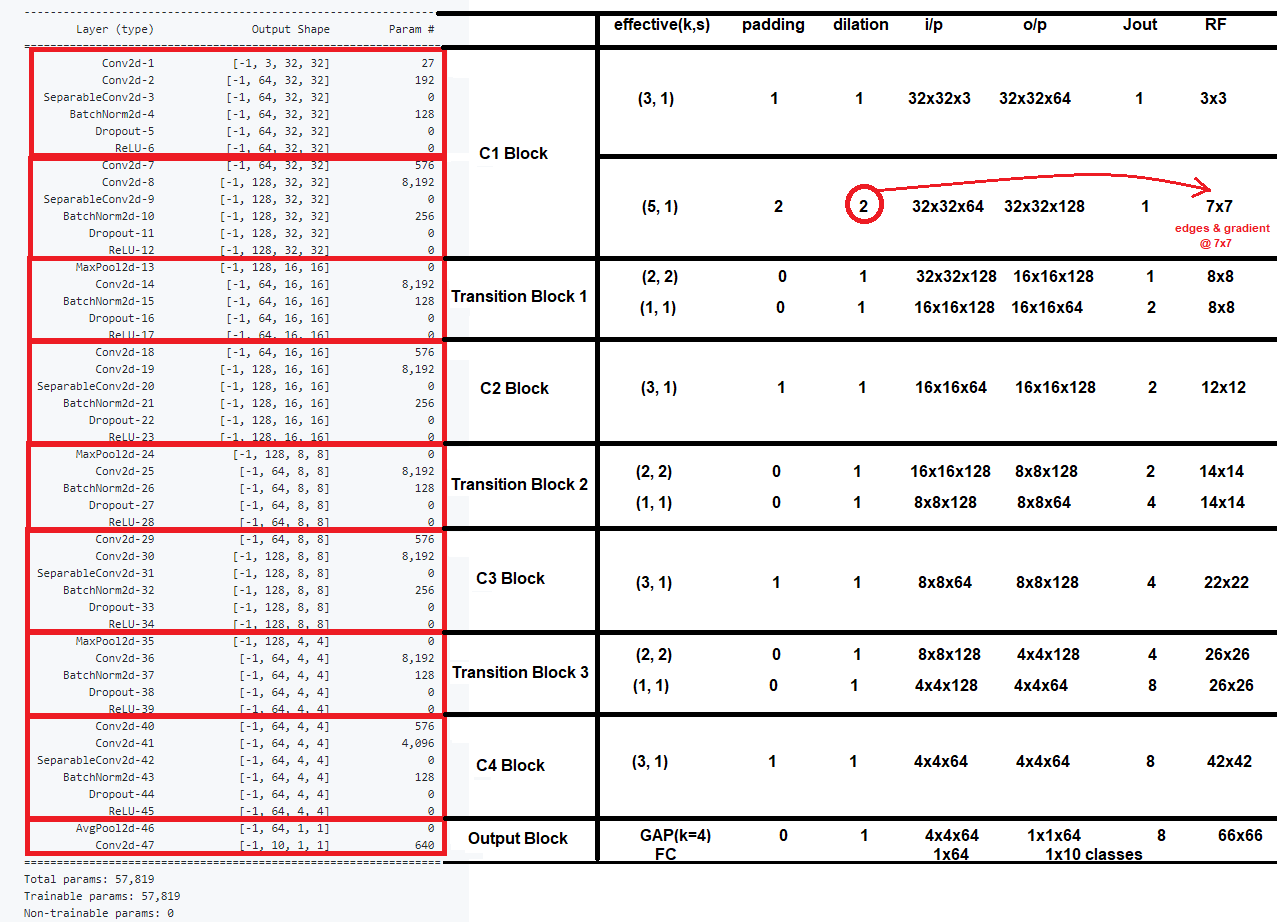 Layer (type) Output Shape Param # effective(k,s) padding dilation i/p o/p Jout RF
Conv2d-1 [-1, 3, 32, 32] 27
Conv2d-2 [-1, 64, 32, 32] 192
SeparableConv2d-3 [-1, 64, 32, 32] 0 (3, 1) 1 1 32x32x3 32x32x64 1 3x3
BatchNorm2d-4 [-1, 64, 32, 32] 128
Dropout-5 [-1, 64, 32, 32] 0
ReLU-6 [-1, 64, 32, 32] 0
C1 Block
Conv2d-7 [-1, 64, 32, 32] 576
Conv2d-8 [-1, 128, 32, 32] 8,192
SeparableConv2d-9 [-1, 128, 32, 32] 0 (5, 1) 2 2 32x32x64 32x32x128 1 7x7
BatchNorm2d-10 [-1, 128, 32, 32] 256
edges & gradient
@ 7x7
Dropout-11 [-1, 128, 32, 32] 0
ReLU-12 [-1, 128, 32, 32] 0
MaxPool2d-13 [-1, 128, 16, 16] 0 (2, 2) 0 1 32x32x128 16x16x128 1 8x8
Conv2d-14 [-1, 64, 16, 16] 8,192
Transition Block 1
BatchNorm2d-15 [-1, 64, 16, 16] 128
Dropout-16 [-1, 64, 16, 16] 0 (1, 1) 0 1 16x16x128 16x16x64 2 8x8
ReLU-17 [-1, 64, 16, 16] 0
Conv2d-18 [-1, 64, 16, 16] 576
Conv2d-19 [-1, 128, 16, 16] 8,192
SeparableConv2d-20 [-1, 128, 16, 16] 0 C2 Block (3, 1) 1 1 16x16x64 16x16x128 2 12x12
BatchNorm2d-21 [-1, 128, 16, 16] 256
Dropout-22 [-1, 128, 16, 16] 0
ReLU-23 [-1, 128, 16, 16] 0
MaxPool2d-24 [-1, 128, 8, 8] 0
Conv2d-25 [-1, 64, 8, 8] 8,192 (2, 2) 0 1 16x16x128 8x8x128 2 14x14
BatchNorm2d-26 [-1, 64, 8, 8] 128 Transition Block 2
Dropout-27 [-1, 64, 8, 8] 0 (1, 1) 0 1 8x8x128 8x8x64 4 14x14
ReLU-28 [-1, 64, 8, 8] 0
Conv2d-29 [-1, 64, 8, 8] 576
Conv2d-30 [-1, 128, 8, 8] 8,192
SeparableConv2d-31 [-1, 128, 8, 8] 0 C3 Block (3, 1) 1 1 8x8x64 8x8x128 4 22x22
BatchNorm2d-32 [-1, 128, 8, 8] 256
Dropout-33 [-1, 128, 8, 8] 0
ReLU-34 [-1, 128, 8, 8] 0
MaxPool2d-35 [-1, 128, 4, 4] 0
Conv2d-36 [-1, 64, 4, 4] 8,192 (2, 2) 0 1 8x8x128 4x4x128 4 26x26
BatchNorm2d-37 [-1, 64, 4, 4] 128 Transition Block 3
Dropout-38 [-1, 64, 4, 4] 0 (1, 1) 0 1 4x4x128 4x4x64 8 26x26
ReLU-39 [-1, 64, 4, 4] 0
Conv2d-40 [-1, 64, 4, 4] 576
Conv2d-41 [-1, 64, 4, 4] 4,096
SeparableConv2d-42 [-1, 64, 4, 4] 0 C4 Block (3, 1) 1 1 4x4x64 4x4x64 8 42x42
BatchNorm2d-43 [-1, 64, 4, 4] 128
Dropout-44 [-1, 64, 4, 4] 0
ReLU-45 [-1, 64, 4, 4] 0
AvgPool2d-46 [-1, 64, 1, 1] 0 Output Block GAP(k=4) 0 1 4x4x64 1x1x64 8 66x66
Conv2d-47 [-1, 10, 1, 1] 640 FC 1x64 1x10 classes
Total params: 57,819
Trainable params: 57,819
Non-trainable params: 0